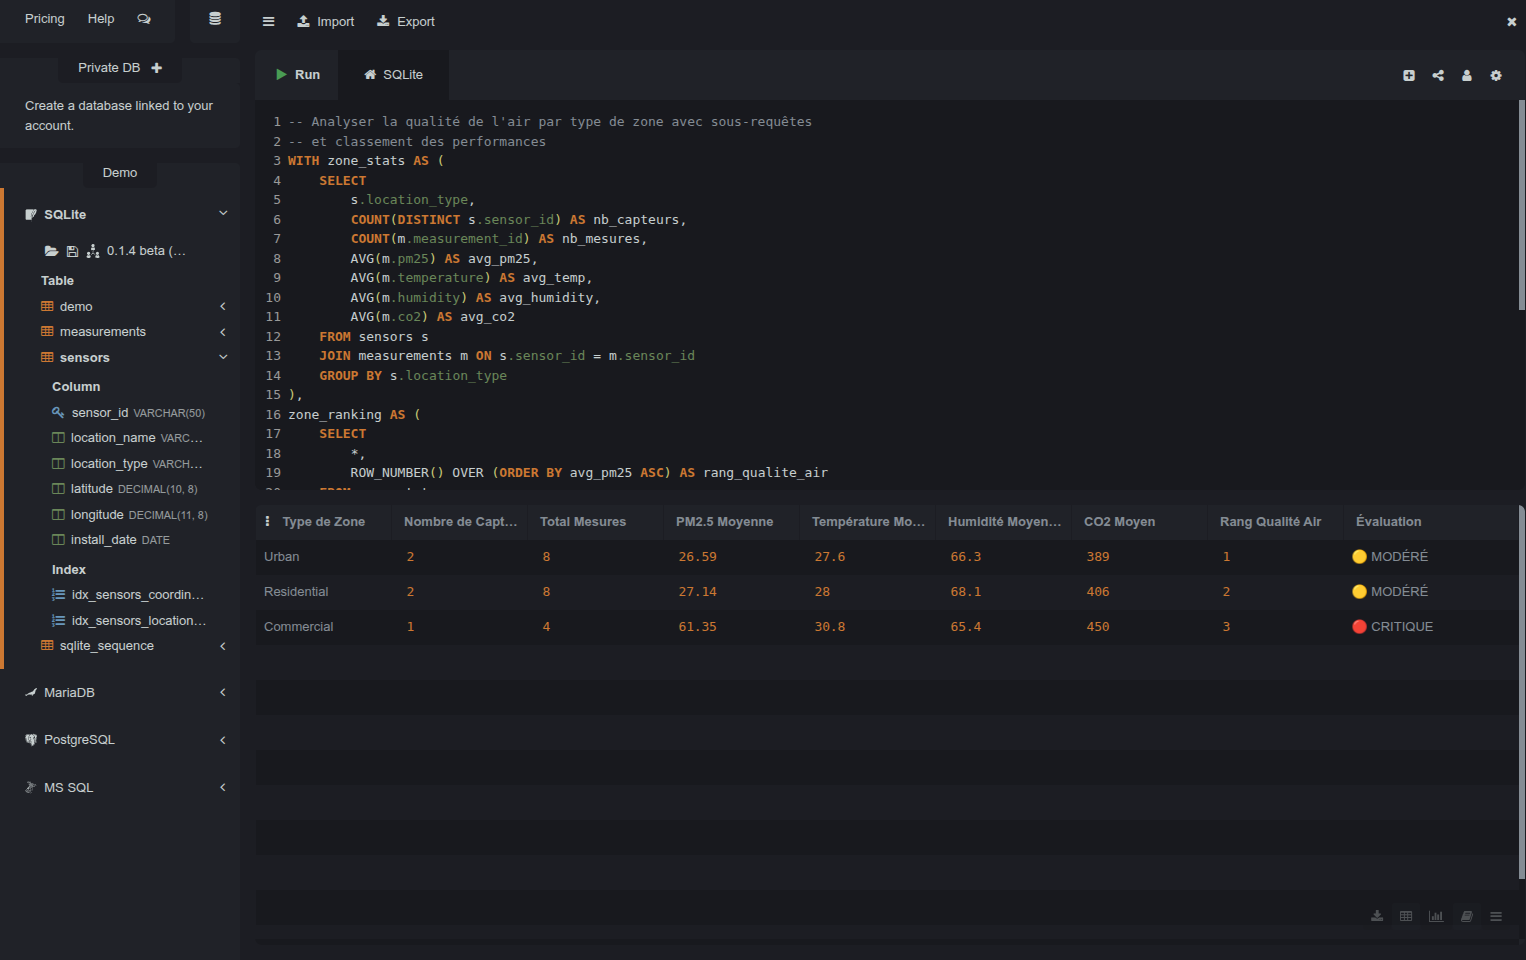 Pricing Help
Import Export
Private DB
Create a database linked to your
account.
Demo
SQLite
0.1.4 beta (…
Table
demo
measurements
sensors
Column
sensor_id VARCHAR(50)
location_name VARC…
location_type VARCH…
latitude DECIMAL(10, 8)
longitude DECIMAL(11, 8)
install_date DATE
Index
idx_sensors_coordin…
idx_sensors_location…
sqlite_sequence
MariaDB
PostgreSQL
MS SQL
Run SQLite
1 -- Analyser la qualité de l'air par type de zone avec sous-requêtes
2 -- et classement des performances
3 WITH zone_stats AS (
4 SELECT
5 s.location_type,
6 COUNT(DISTINCT s.sensor_id) AS nb_capteurs,
7 COUNT(m.measurement_id) AS nb_mesures,
8 AVG(m.pm25) AS avg_pm25,
9 AVG(m.temperature) AS avg_temp,
10 AVG(m.humidity) AS avg_humidity,
11 AVG(m.co2) AS avg_co2
12 FROM sensors s
13 JOIN measurements m ON s.sensor_id = m.sensor_id
14 GROUP BY s.location_type
15 ),
16 zone_ranking AS (
17 SELECT
18 *,
19 ROW_NUMBER() OVER (ORDER BY avg_pm25 ASC) AS rang_qualite_air
Type de Zone Nombre de Capt… Total Mesures PM2.5 Moyenne Température Mo… Humidité Moyen… CO2 Moyen Rang Qualité Air Évaluation
Urban 2 8 26.59 27.6 66.3 389 1 MODÉRÉ
Residential 2 8 27.14 28 68.1 406 2 MODÉRÉ
Commercial 1 4 61.35 30.8 65.4 450 3 CRITIQUE